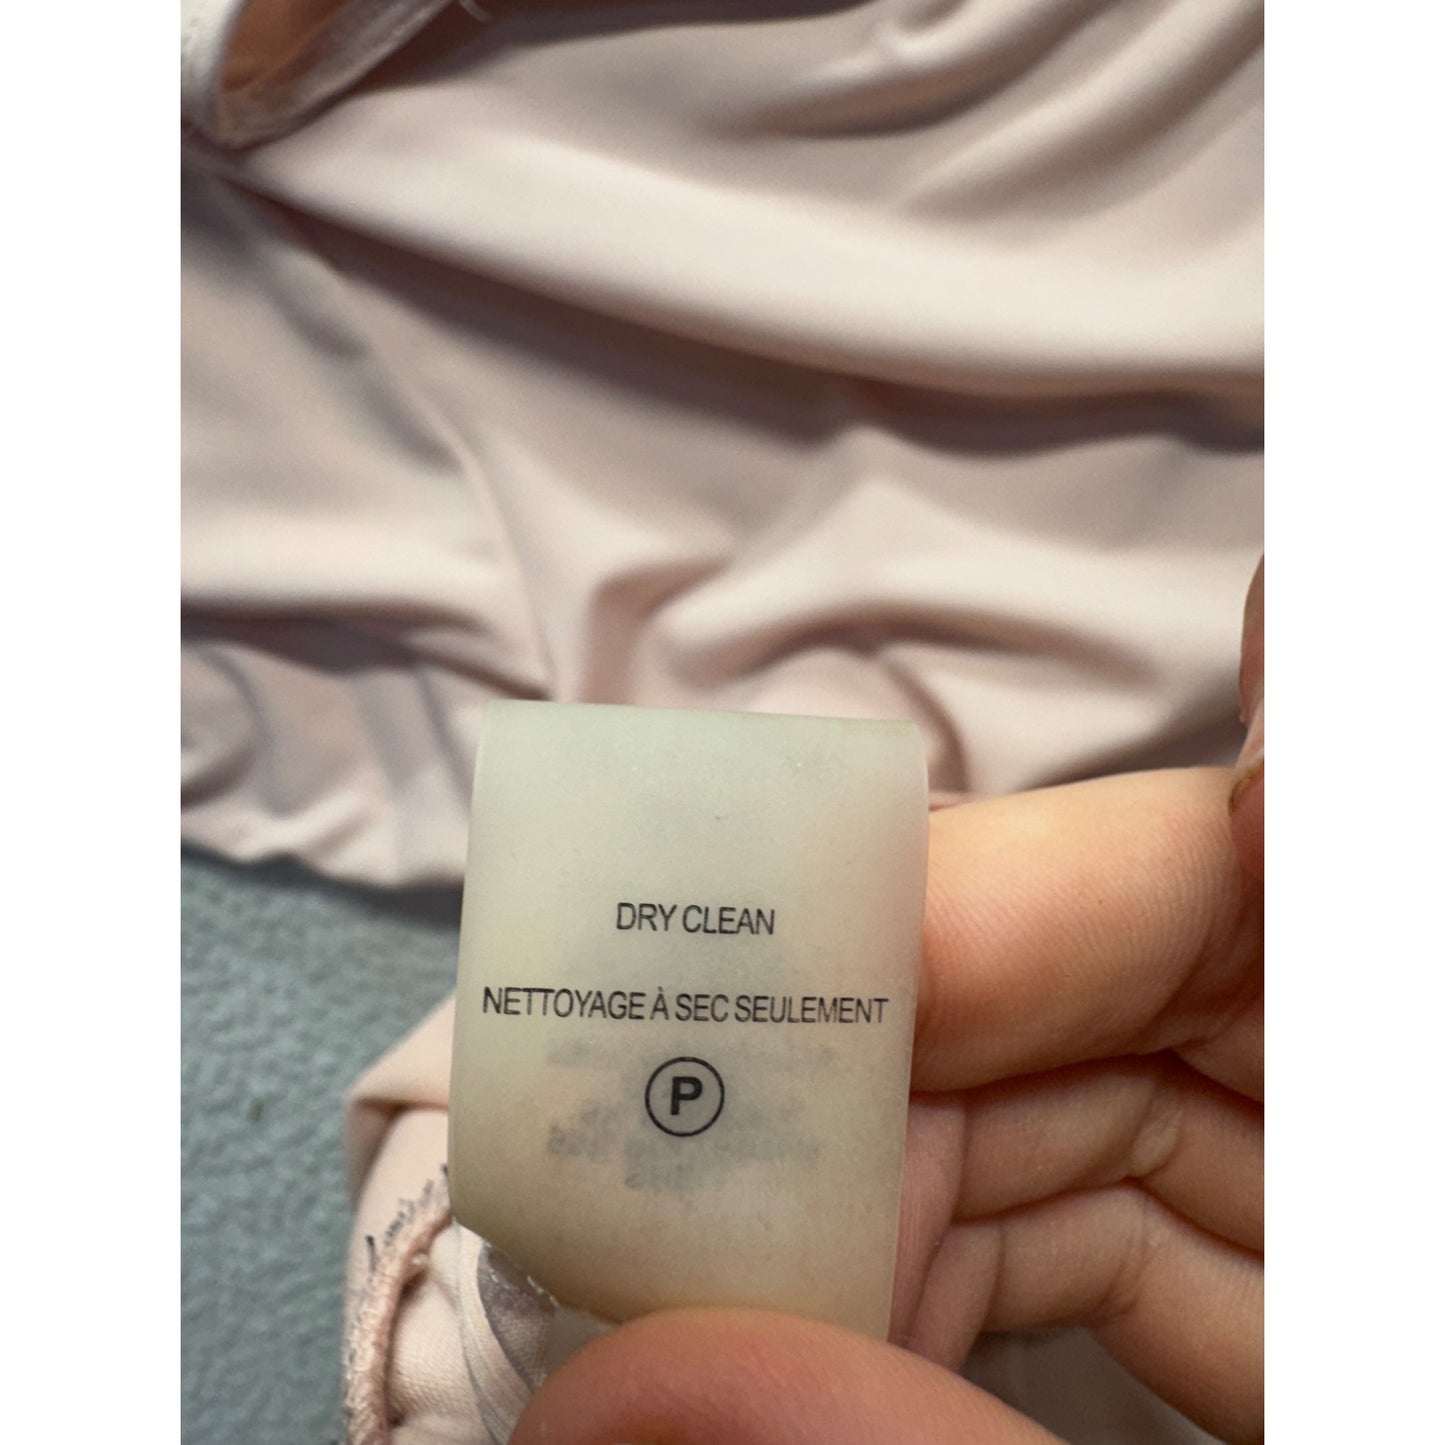 DRY CLEAN
NETTOYAGE À SEC SEULEMENT
P